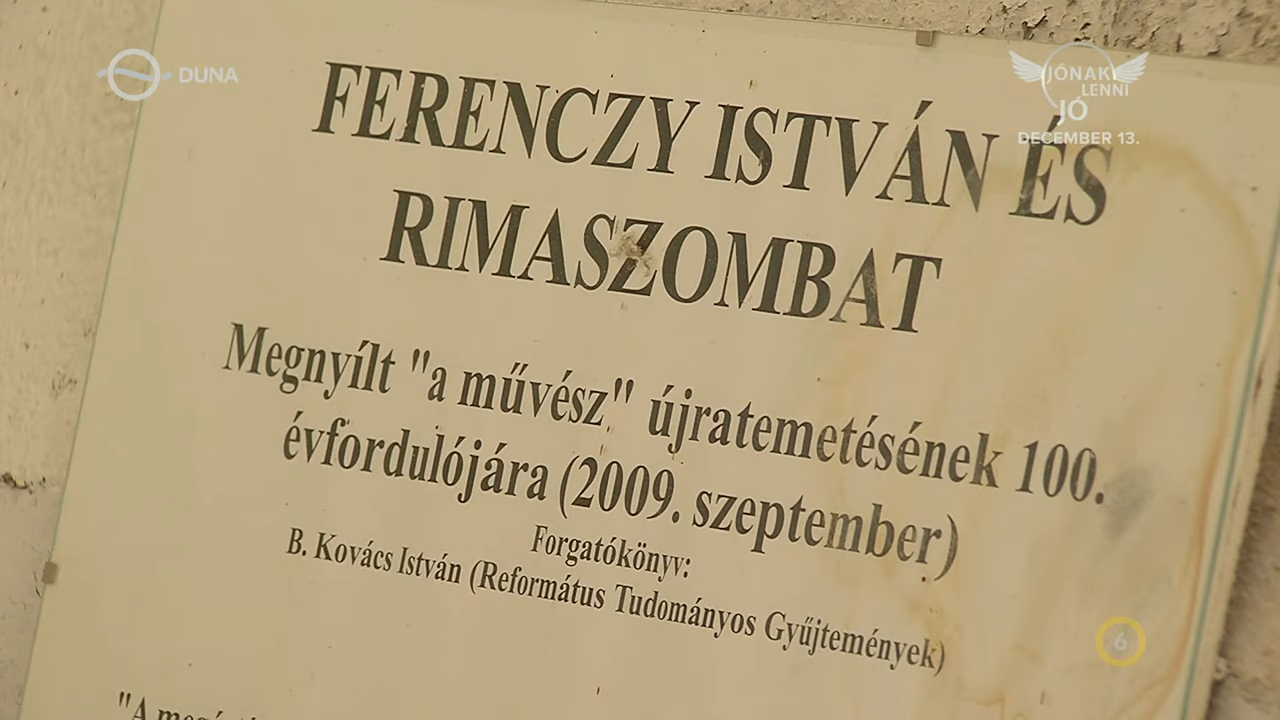 DUNA
JÓNAK
LENNI
JÓ
DECEMBER 13.
FERENCZY ISTVÁN ÉS
RIMASZOMBAT
Megnyílt "a művész" újratemetésének 100.
évfordulójára (2009. szeptember)
Forgatókönyv:
B. Kovács István (Református Tudományos Gyűjtemények)
6
"A